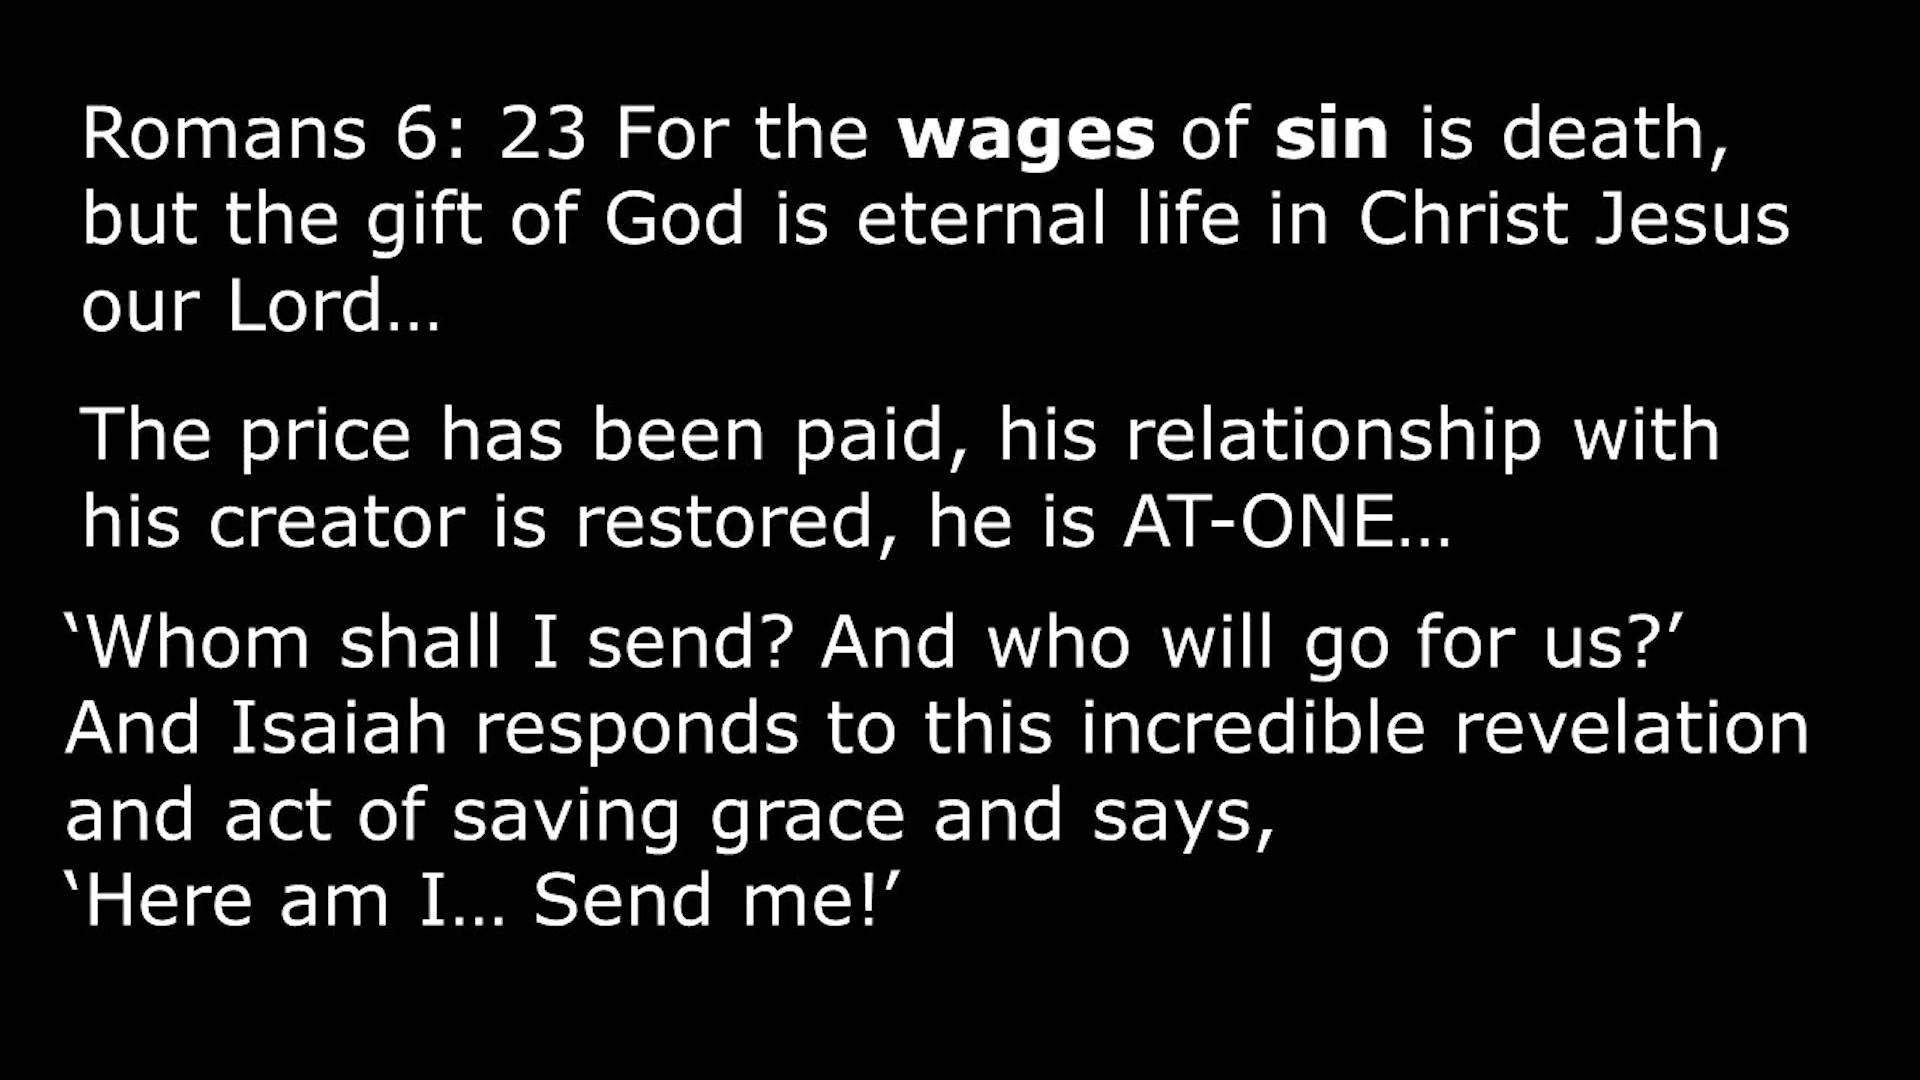 Romans 6: 23 For the wages of sin is death,
but the gift of God is eternal life in Christ Jesus
our Lord…
The price has been paid, his relationship with
his creator is restored, he is AT-ONE…
‘Whom shall I send? And who will go for us?’
And Isaiah responds to this incredible revelation
and act of saving grace and says,
‘Here am I… Send me!’